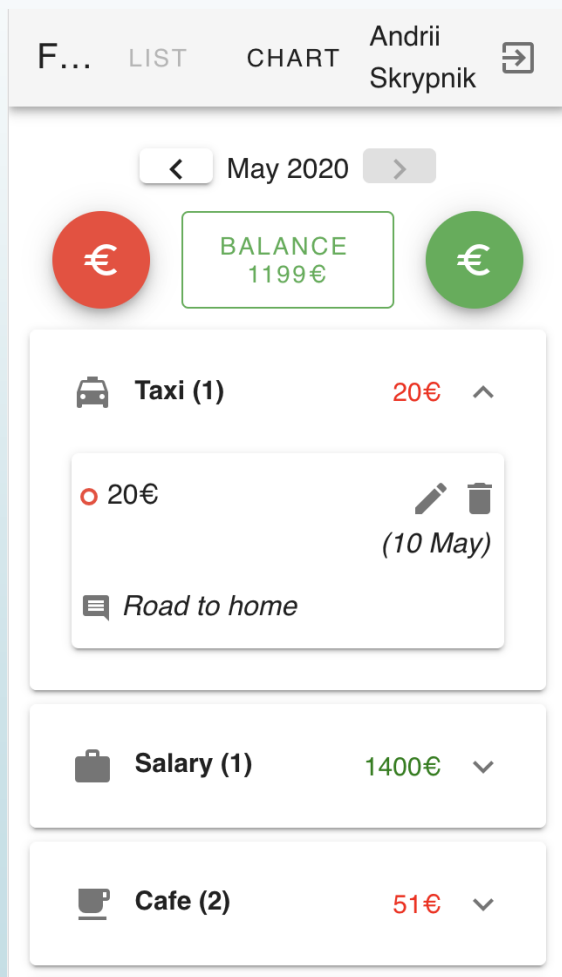 F... LIST CHART Andrii
Skrypnik
May 2020
€ BALANCE €
1199€
Taxi (1) 20€
20€
(10 May)
Road to home
Salary (1) 1400€
Cafe (2) 51€